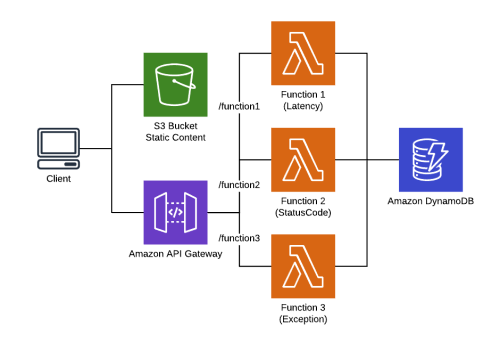 Client
S3 Bucket
Static Content
</>
Amazon API Gateway
/function1
/function2
/function3
Function 1
(Latency)
Function 2
(StatusCode)
Function 3
(Exception)
Amazon DynamoDB